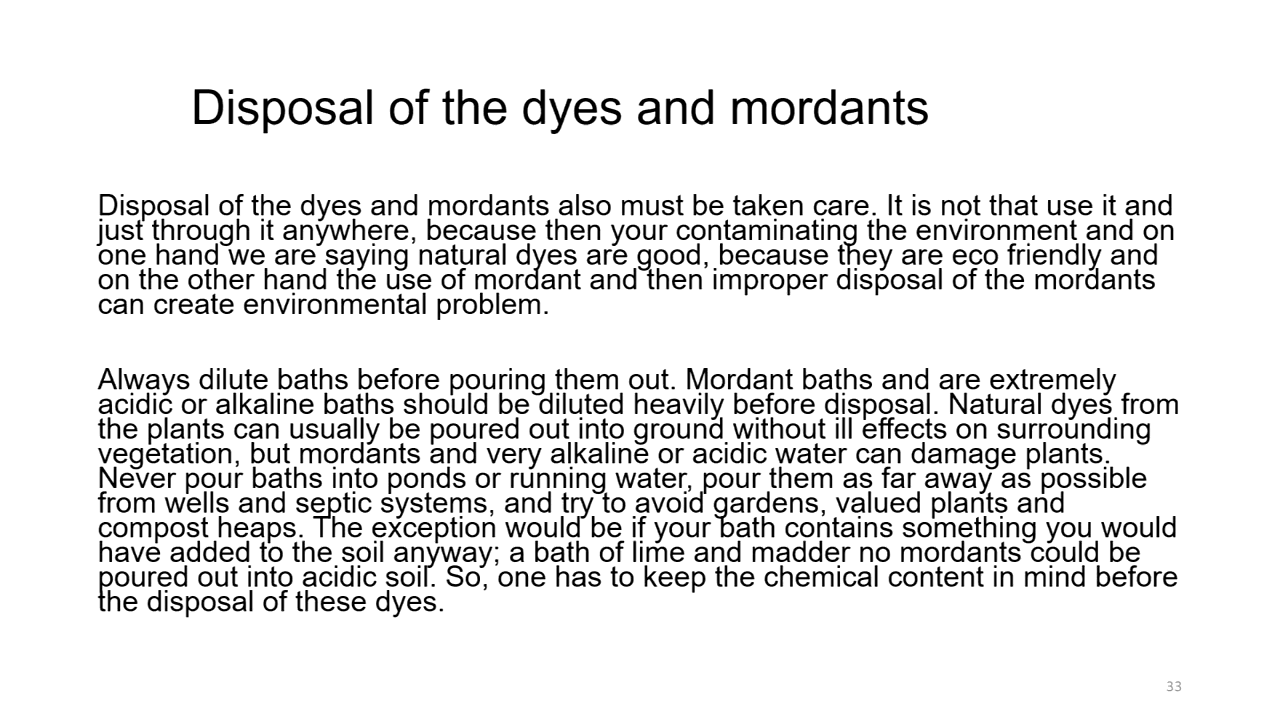 Disposal of the dyes and mordants
Disposal of the dyes and mordants also must be taken care. It is not that use it and
just through it anywhere, because then your contaminating the environment and on
one hand we are saying natural dyes are good, because they are eco friendly and
on the other hand the use of mordant and then improper disposal of the mordants
can create environmental problem.
Always dilute baths before pouring them out. Mordant baths and are extremely
acidic or alkaline baths should be diluted heavily before disposal. Natural dyes from
the plants can usually be poured out into ground without ill effects on surrounding
vegetation, but mordants and very alkaline or acidic water can damage plants.
Never pour baths into ponds or running water, pour them as far away as possible
from wells and septic systems, and try to avoid gardens, valued plants and
compost heaps. The exception would be if your bath contains something you would
have added to the soil anyway; a bath of lime and madder no mordants could be
poured out into acidic soil. So, one has to keep the chemical content in mind before
the disposal of these dyes.
33